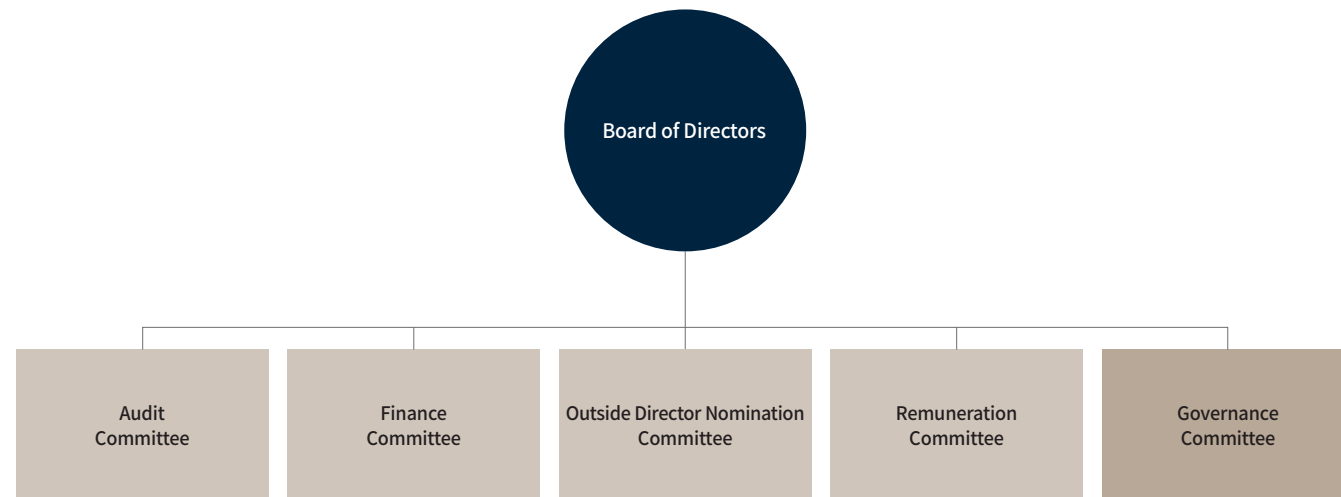 Board of Directors
Audit
Committee
Finance
Committee
Outside Director Nomination
Committee
Remuneration
Committee
Governance
Committee